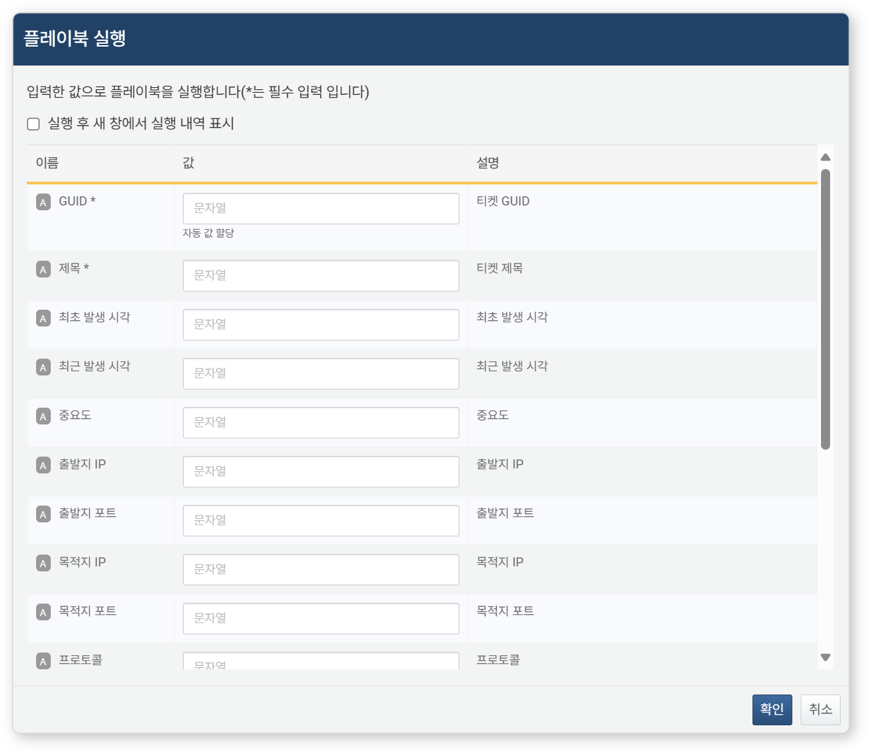 플레이북 실행
입력한 값으로 플레이북을 실행합니다(*는 필수 입력 입니다)
실행 후 새 창에서 실행 내역 표시
이름 값 설명
A GUID * 문자열 티켓 GUID
자동 값 할당
A 제목 * 문자열 티켓 제목
A 최초 발생 시각 문자열 최초 발생 시각
A 최근 발생 시각 문자열 최근 발생 시각
A 중요도 문자열 중요도
A 출발지 IP 문자열 출발지 IP
A 출발지 포트 문자열 출발지 포트
A 목적지 IP 문자열 목적지 IP
A 목적지 포트 문자열 목적지 포트
A 프로토콜 문자열 프로토콜
확인 취소